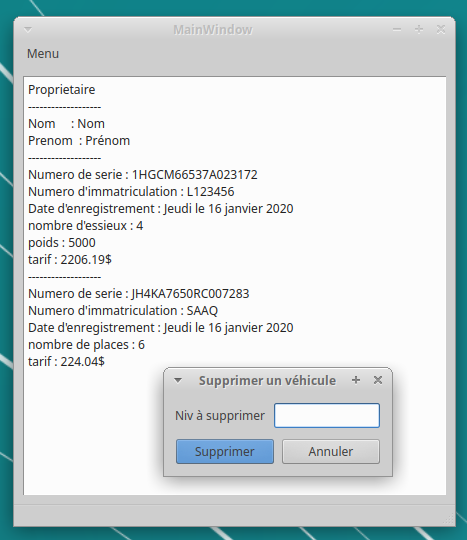 MainWindow
Menu
Proprietaire
-------------------
Nom : Nom
Prenom : Prénom
-------------------
Numero de serie : 1HGCM66537A023172
Numero d'immatriculation : L123456
Date d'enregistrement : Jeudi le 16 janvier 2020
nombre d'essieux : 4
poids : 5000
tarif : 2206.19$
-------------------
Numero de serie : JH4KA7650RC007283
Numero d'immatriculation : SAAQ
Date d'enregistrement : Jeudi le 16 janvier 2020
nombre de places : 6
tarif : 224.04$
Supprimer un véhicule
Niv à supprimer
Supprimer
Annuler